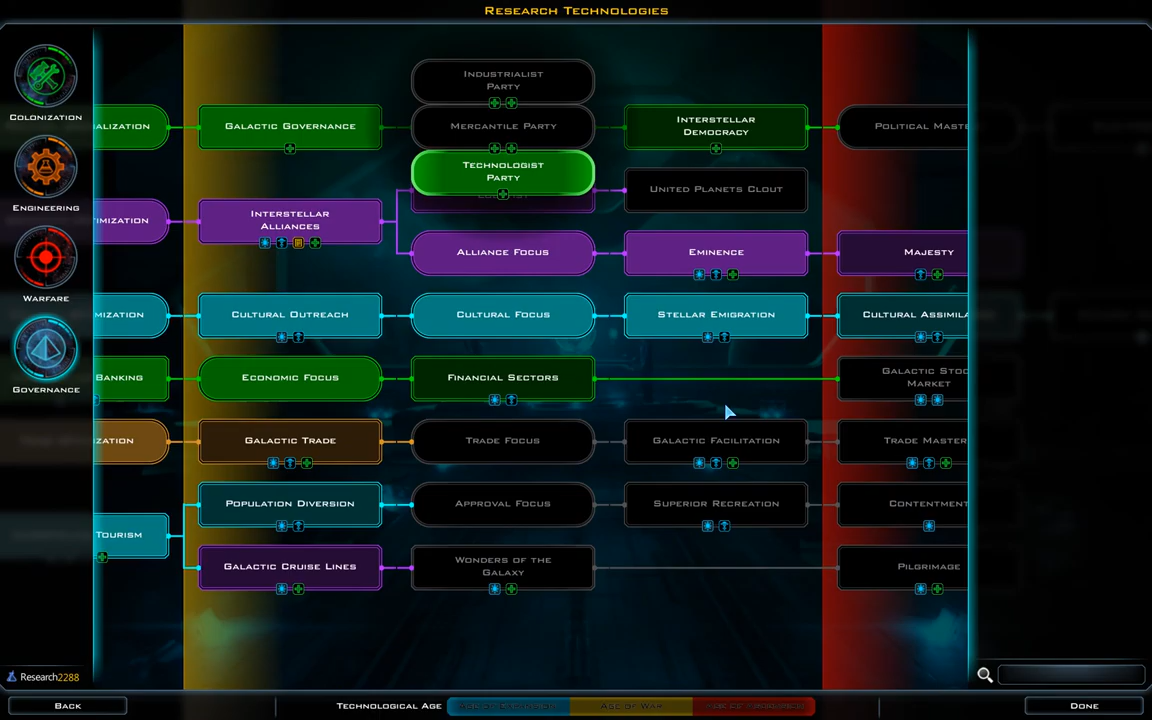 Research Technologies
Colonization
Engineering
Warfare
Governance
alization
Galactic Governance
Industrialist
Party
Mercantile Party
Technologist
Party
Interstellar
Democracy
Political Mast
timization
Interstellar
Alliances
United Planets Clout
Alliance Focus
Eminence
Majesty
mization
Cultural Outreach
Cultural Focus
Stellar Emigration
Cultural Assimila
Banking
Economic Focus
Financial Sectors
Galactic Stoc
Market
ization
Galactic Trade
Trade Focus
Galactic Facilitation
Trade Master
Tourism
Population Diversion
Approval Focus
Superior Recreation
Contentment
Galactic Cruise Lines
Wonders of the
Galaxy
Pilgrimage
Research 2288
Back
Technological Age
Age of War
Done